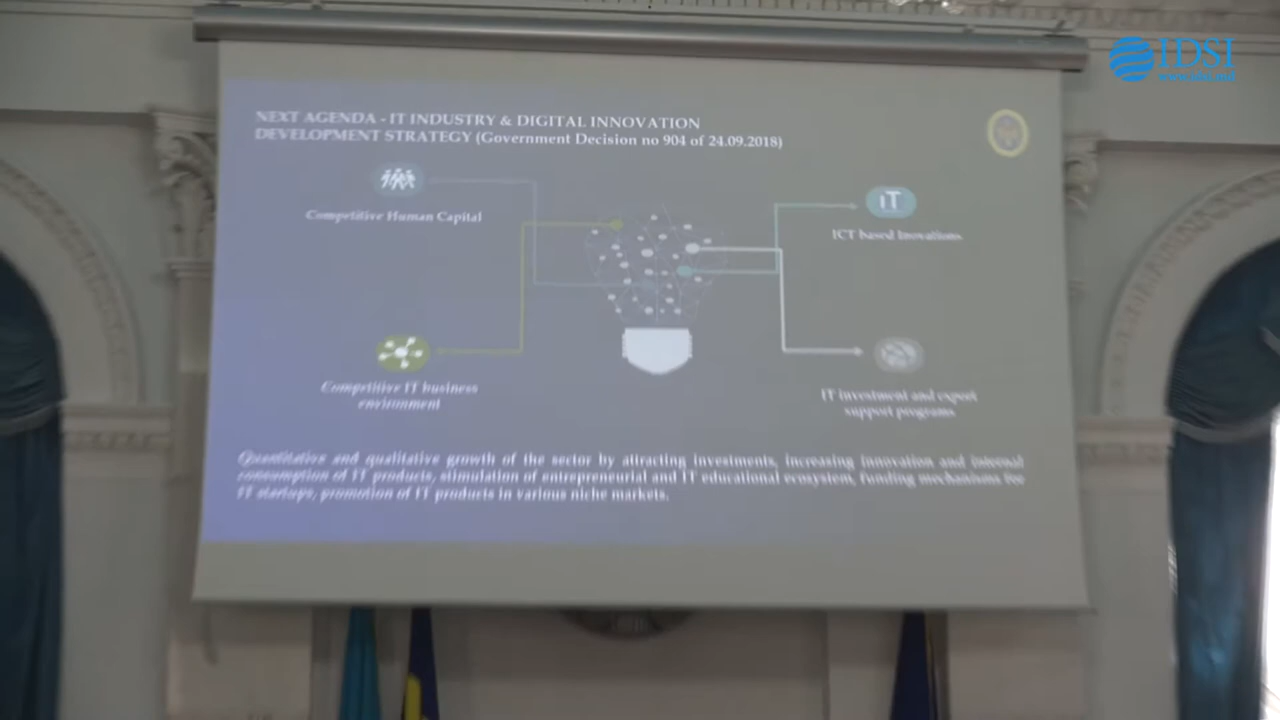 IDSI
www.idsi.md
NEXT AGENDA - IT INDUSTRY & DIGITAL INNOVATION
DEVELOPMENT STRATEGY (Government Decision no 904 of 24.09.2018)
iT
Competitive Human Capital
ICT based Inovations
Competitive IT business
environment
IT investment and export
support programs
Quantitative and qualitative growth of the sector by attracting investments, increasing innovation and internal
consumption of IT products, stimulation of entrepreneurial and IT educational ecosystem, funding mechanisms for
IT startups, promotion of IT products in various niche markets.